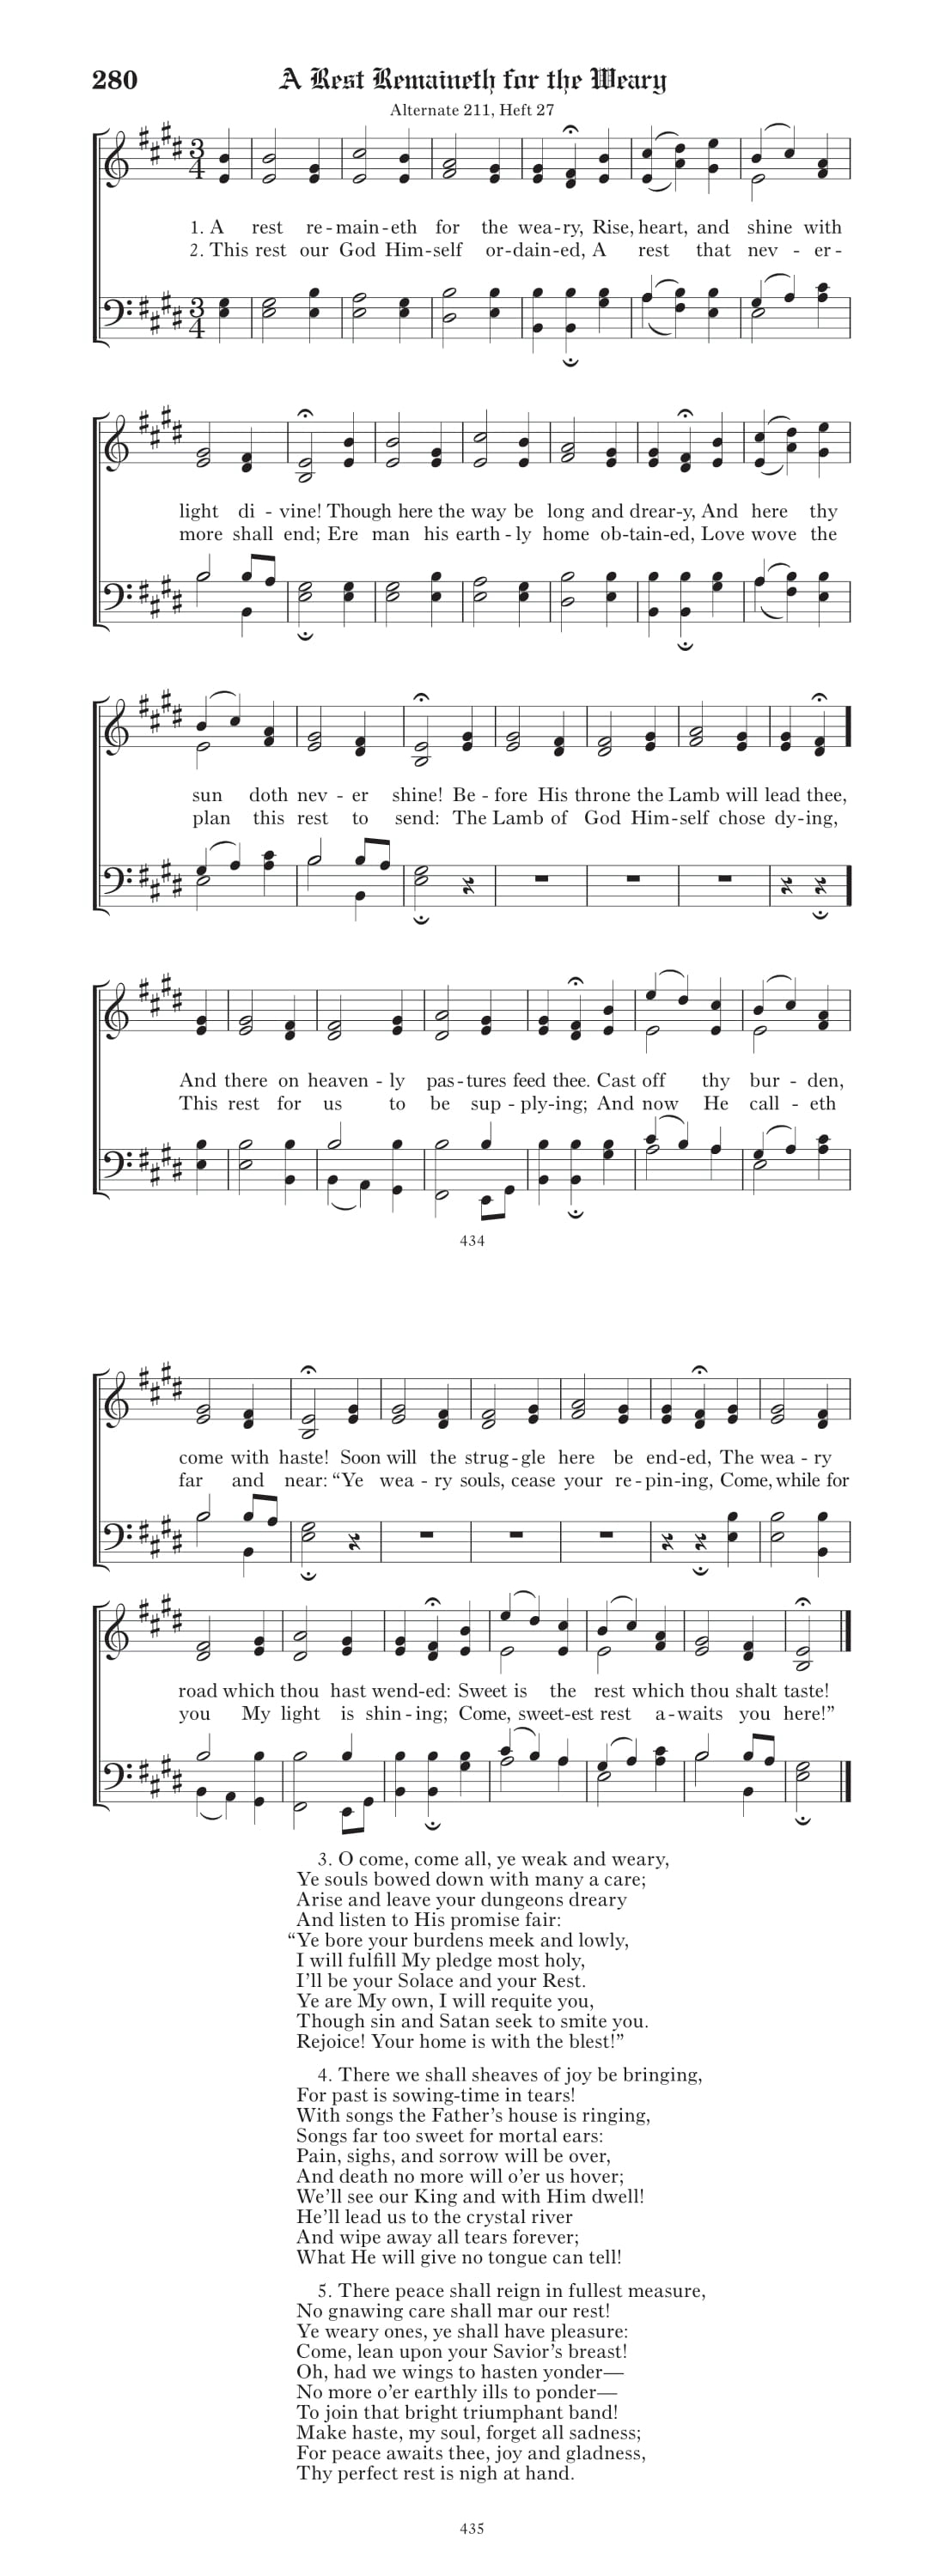 280
A Rest Remaineth for the Weary
Alternate 211, Heft 27
1. A rest re - main - eth for the wea - ry, Rise, heart, and shine with
2. This rest our God Him - self or - dain - ed, A rest that nev - er -
light di - vine! Though here the way be long and drear - y, And here thy
more shall end; Ere man his earth - ly home ob - tain - ed, Love wove the
sun doth nev - er shine! Be - fore His throne the Lamb will lead thee,
plan this rest to send: The Lamb of God Him - self chose dy - ing,
And there on heaven - ly pas - tures feed thee. Cast off thy bur - den,
This rest for us to be sup - ply - ing; And now He call - eth
434
come with haste! Soon will the strug - gle here be end - ed, The wea - ry
far and near: “Ye wea - ry souls, cease your re - pin - ing, Come, while for
road which thou hast wend - ed: Sweet is the rest which thou shalt taste!
you My light is shin - ing; Come, sweet - est rest a - waits you here!”
3. O come, come all, ye weak and weary,
Ye souls bowed down with many a care;
Arise and leave your dungeons dreary
And listen to His promise fair:
“Ye bore your burdens meek and lowly,
I will fulfill My pledge most holy,
I’ll be your Solace and your Rest.
Ye are My own, I will requite you,
Though sin and Satan seek to smite you.
Rejoice! Your home is with the blest!”
4. There we shall sheaves of joy be bringing,
For past is sowing-time in tears!
With songs the Father’s house is ringing,
Songs far too sweet for mortal ears:
Pain, sighs, and sorrow will be over,
And death no more will o’er us hover;
We’ll see our King and with Him dwell!
He’ll lead us to the crystal river
And wipe away all tears forever;
What He will give no tongue can tell!
5. There peace shall reign in fullest measure,
No gnawing care shall mar our rest!
Ye weary ones, ye shall have pleasure:
Come, lean upon your Savior’s breast!
Oh, had we wings to hasten yonder—
No more o’er earthly ills to ponder—
To join that bright triumphant band!
Make haste, my soul, forget all sadness;
For peace awaits thee, joy and gladness,
Thy perfect rest is nigh at hand.
435